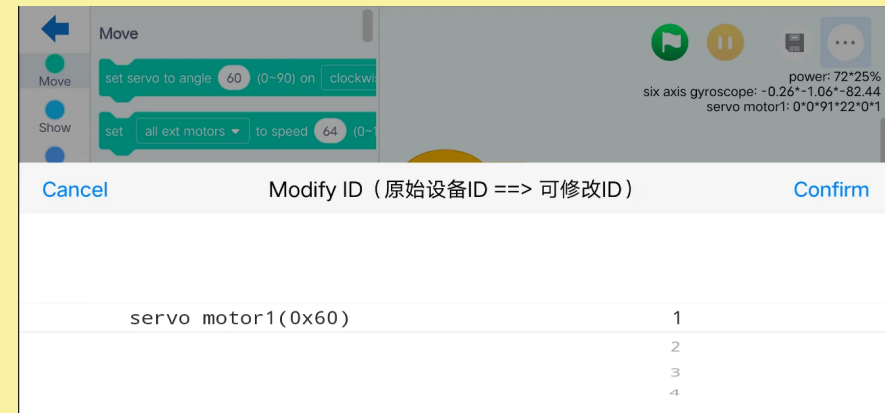 Move
Move
set servo to angle 60 (0~90) on clockwi
power: 72*25%
six axis gyroscope: -0.26*-1.06*-82.44
servo motor1: 0*0*91*22*0*1
Show
set all ext motors to speed 64 (0~1
Cancel
Modify ID（原始设备ID ==> 可修改ID）
Confirm
servo motor1(0x60)
1
2
3
4